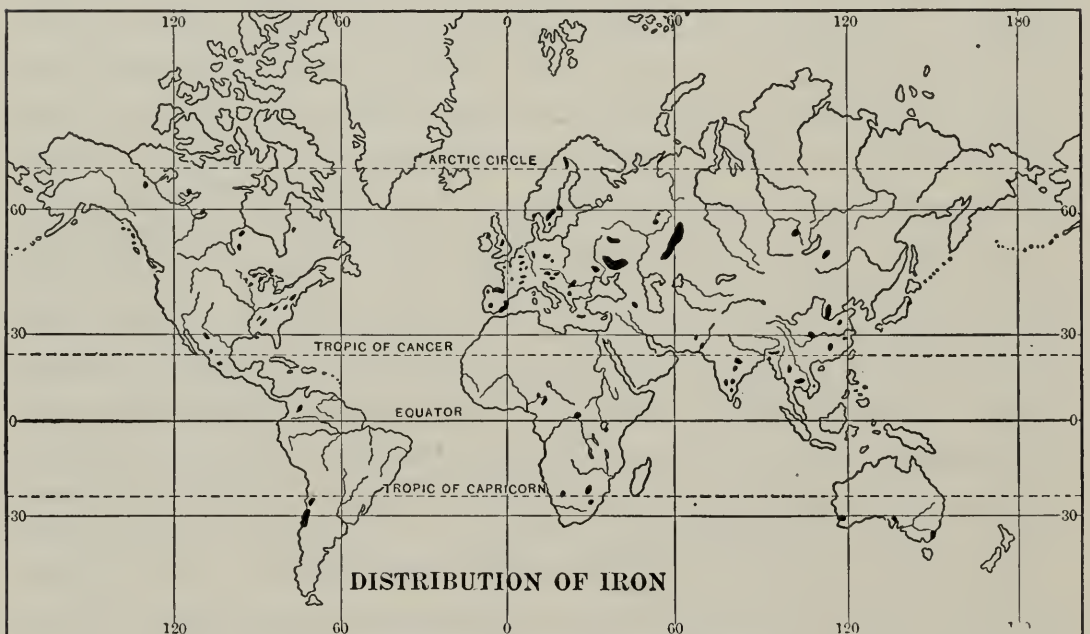 120 60 0 60 120 180
ARCTIC CIRCLE
60 60
30 30
TROPIC OF CANCER
EQUATOR
0 0
TROPIC OF CAPRICORN
30 30
DISTRIBUTION OF IRON
120 60 0 60 120